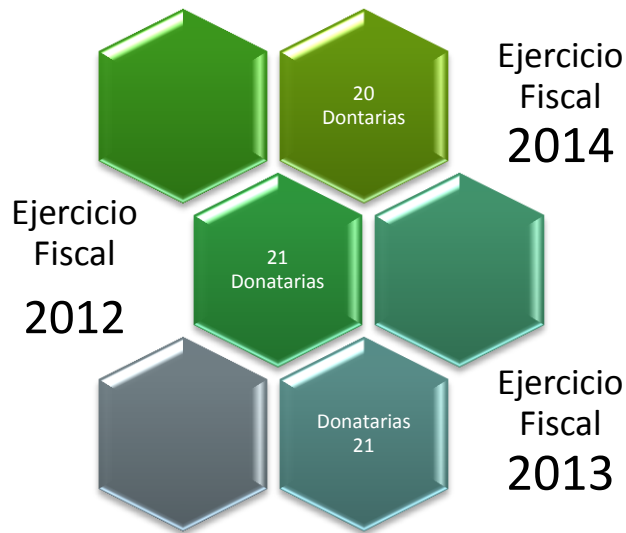 20
Dontarias
Ejercicio
Fiscal
2014
Ejercicio
Fiscal
2012
21
Donatarias
Donatarias
21
Ejercicio
Fiscal
2013